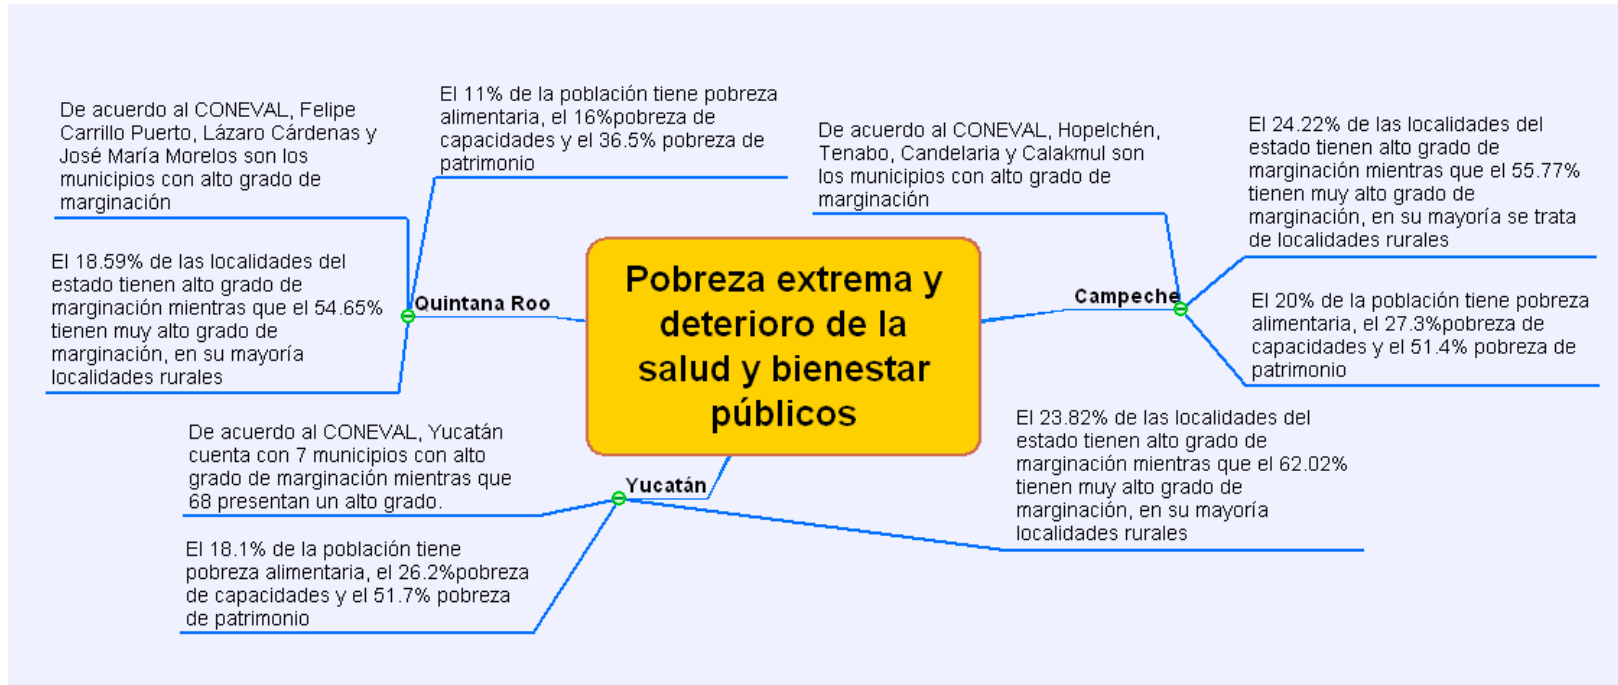 De acuerdo al CONEVAL, Felipe
Carrillo Puerto, Lázaro Cárdenas y
José María Morelos son los
municipios con alto grado de
marginación
El 11% de la población tiene pobreza
alimentaria, el 16%pobreza de
capacidades y el 36.5% pobreza de
patrimonio
El 18.59% de las localidades del
estado tienen alto grado de
marginación mientras que el 54.65%
tienen muy alto grado de
marginación, en su mayoría
localidades rurales
Quintana Roo
Pobreza extrema y
deterioro de la
salud y bienestar
públicos
De acuerdo al CONEVAL, Hopelchén,
Tenabo, Candelaria y Calakmul son
los municipios con alto grado de
marginación
El 24.22% de las localidades del
estado tienen alto grado de
marginación mientras que el 55.77%
tienen muy alto grado de
marginación, en su mayoría se trata
de localidades rurales
Campeche
El 20% de la población tiene pobreza
alimentaria, el 27.3%pobreza de
capacidades y el 51.4% pobreza de
patrimonio
De acuerdo al CONEVAL, Yucatán
cuenta con 7 municipios con alto
grado de marginación mientras que
68 presentan un alto grado.
Yucatán
El 18.1% de la población tiene
pobreza alimentaria, el 26.2%pobreza
de capacidades y el 51.7% pobreza
de patrimonio
El 23.82% de las localidades del
estado tienen alto grado de
marginación mientras que el 62.02%
tienen muy alto grado de
marginación, en su mayoría
localidades rurales